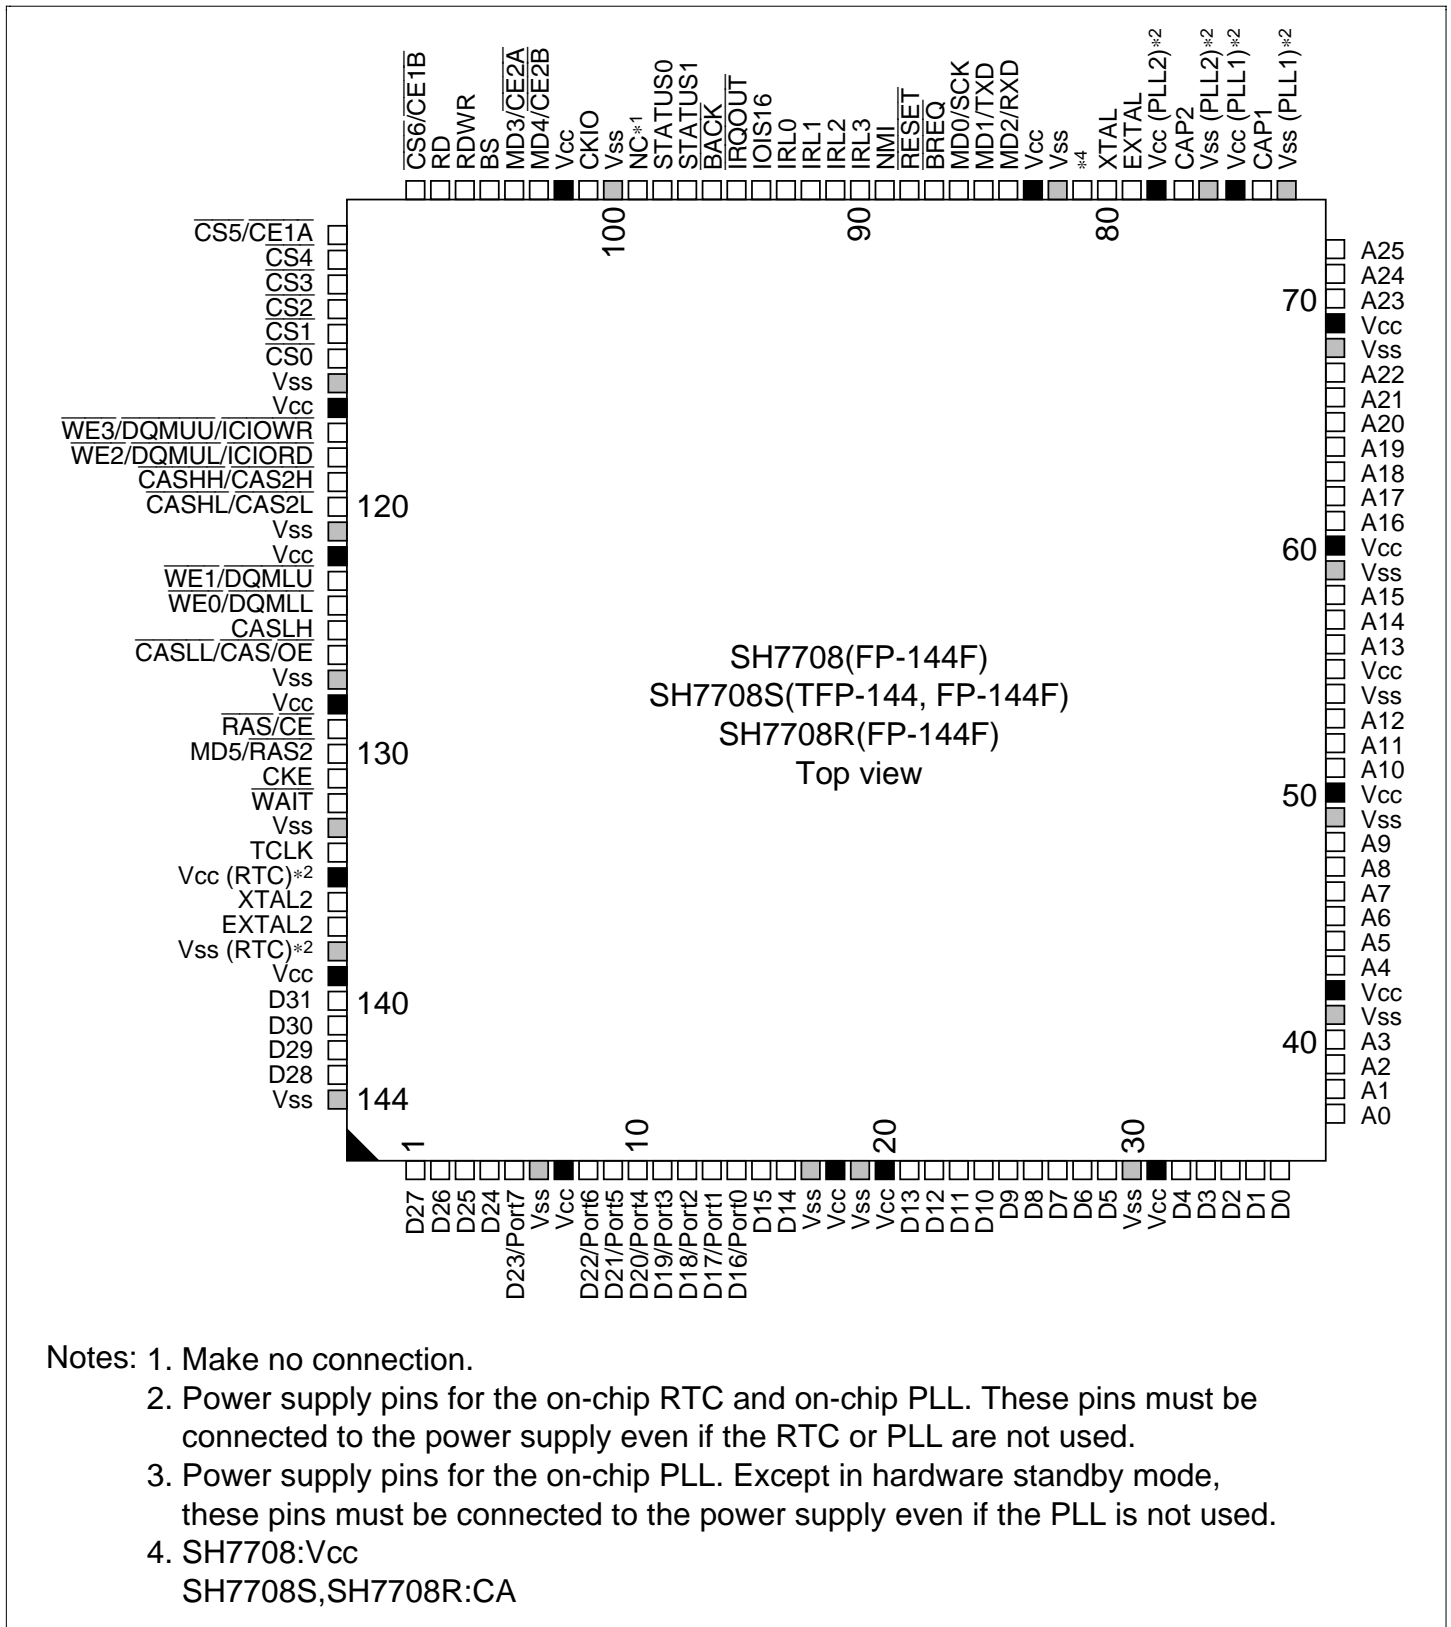 CS6/CE1B
RD
RDWR
BS
MD3/CE2A
MD4/CE2B
Vcc
CKIO
Vss
NC*1
STATUS0
STATUS1
BACK
IRQOUT
IOIS16
IRL0
IRL1
IRL2
IRL3
NMI
RESET
BREQ
MD0/SCK
MD1/TXD
MD2/RXD
Vcc
Vss
*4
XTAL
EXTAL
Vcc (PLL2)*2
CAP2
Vss (PLL2)*2
Vcc (PLL1)*2
CAP1
Vss (PLL1)*2
100
90
80
CS5/CE1A
CS4
CS3
CS2
CS1
CS0
Vss
Vcc
WE3/DQMUU/ICIOWR
WE2/DQMUL/ICIORD
CASHH/CAS2H
CASHL/CAS2L
120
Vss
Vcc
WE1/DQMLU
WE0/DQMLL
CASLH
CASLL/CAS/OE
Vss
Vcc
RAS/CE
MD5/RAS2
130
CKE
WAIT
Vss
TCLK
Vcc (RTC)*2
XTAL2
EXTAL2
Vss (RTC)*2
Vcc
D31
140
D30
D29
D28
Vss
144
SH7708(FP-144F)
SH7708S(TFP-144, FP-144F)
SH7708R(FP-144F)
Top view
A25
A24
70
A23
Vcc
Vss
A22
A21
A20
A19
A18
A17
A16
60
Vcc
Vss
A15
A14
A13
Vcc
Vss
A12
A11
A10
50
Vcc
Vss
A9
A8
A7
A6
A5
A4
Vcc
Vss
40
A3
A2
A1
A0
1
10
20
30
D27
D26
D25
D24
D23/Port7
Vss
Vcc
D22/Port6
D21/Port5
D20/Port4
D19/Port3
D18/Port2
D17/Port1
D16/Port0
D15
D14
Vss
Vcc
Vss
Vcc
D13
D12
D11
D10
D9
D8
D7
D6
D5
Vss
Vcc
D4
D3
D2
D1
D0
Notes: 1. Make no connection.
2. Power supply pins for the on-chip RTC and on-chip PLL. These pins must be
connected to the power supply even if the RTC or PLL are not used.
3. Power supply pins for the on-chip PLL. Except in hardware standby mode,
these pins must be connected to the power supply even if the PLL is not used.
4. SH7708:Vcc
SH7708S,SH7708R:CA